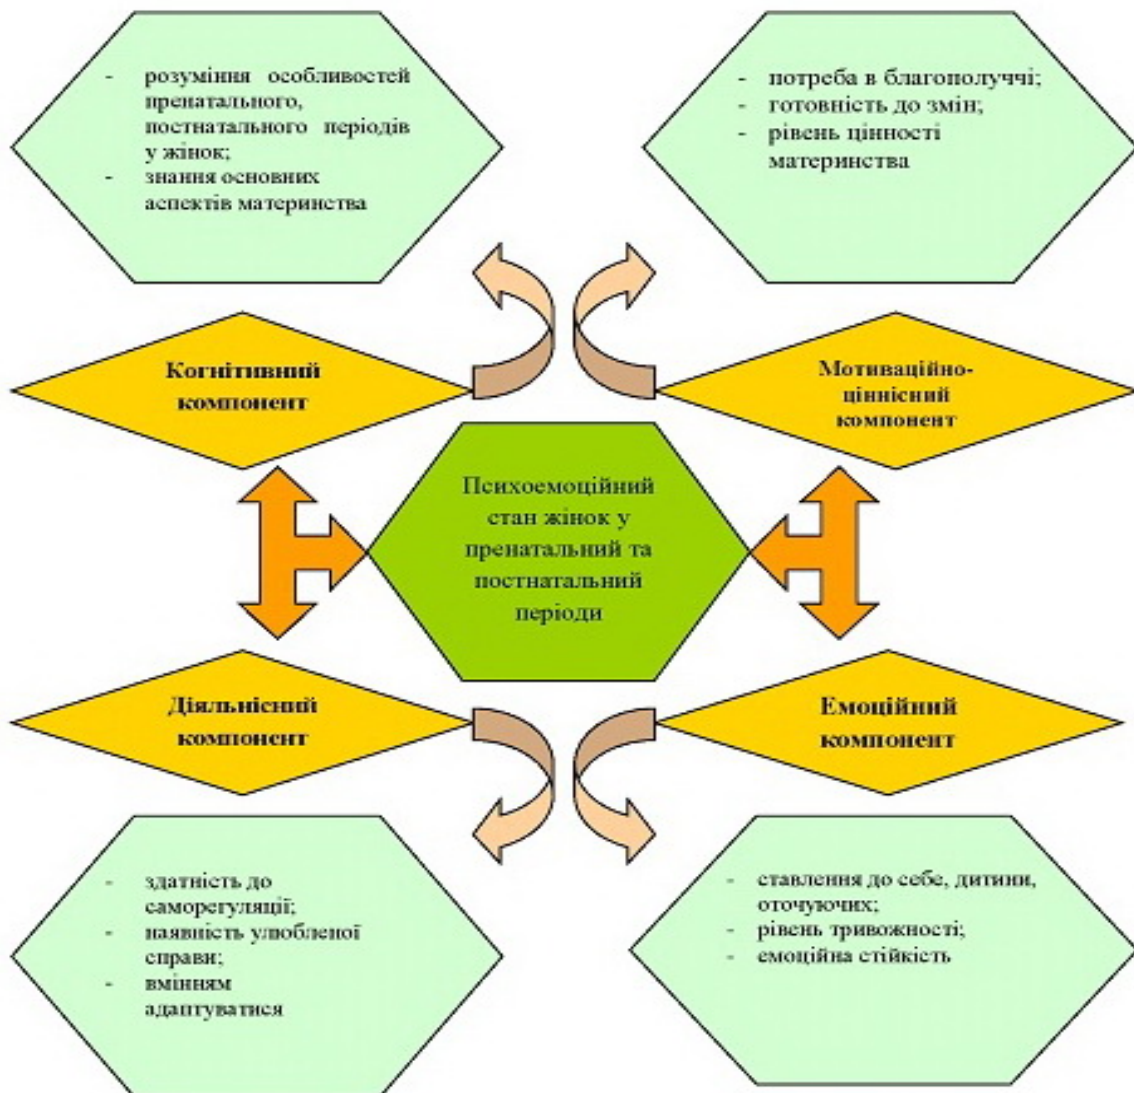 - розуміння особливостей
пренатального,
постнатального періодів
у жінок;
- знання основних
аспектів материнства
- потреба в благополуччі;
- готовність до змін;
- рівень цінності
материнства
Когнітивний
компонент
Мотиваційно-
ціннісний
компонент
Психоемоційний
стан жінок у
пренатальний та
постнатальний
періоди
Діяльнісний
компонент
Емоційний
компонент
- здатність до
саморегуляції;
- наявність улюбленої
справи;
- вмінням
адаптуватися
- ставлення до себе, дитини,
оточуючих;
- рівень тривожності;
- емоційна стійкість